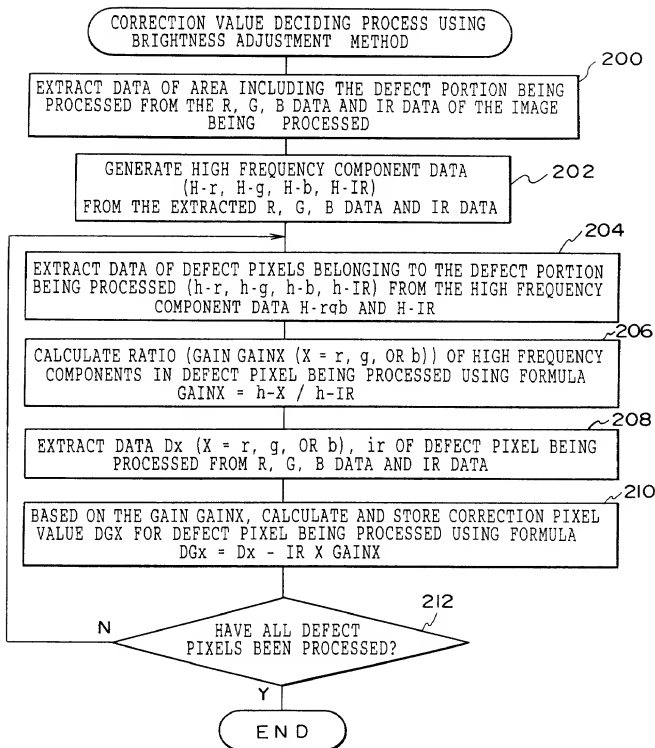 CORRECTION VALUE DECIDING PROCESS USING
BRIGHTNESS ADJUSTMENT METHOD
200
EXTRACT DATA OF AREA INCLUDING THE DEFECT PORTION BEING
PROCESSED FROM THE R, G, B DATA AND IR DATA OF THE IMAGE
BEING PROCESSED
202
GENERATE HIGH FREQUENCY COMPONENT DATA
(H-r, H-g, H-b, H-IR)
FROM THE EXTRACTED R, G, B DATA AND IR DATA
204
EXTRACT DATA OF DEFECT PIXELS BELONGING TO THE DEFECT PORTION
BEING PROCESSED (h-r, h-g, h-b, h-IR) FROM THE HIGH FREQUENCY
COMPONENT DATA H-rgb AND H-IR
206
CALCULATE RATIO (GAIN GAINX (X = r, g, OR b)) OF HIGH FREQUENCY
COMPONENTS IN DEFECT PIXEL BEING PROCESSED USING FORMULA
GAINX = h-X / h-IR
208
EXTRACT DATA Dx (X = r, g, OR b), ir OF DEFECT PIXEL BEING
PROCESSED FROM R, G, B DATA AND IR DATA
210
BASED ON THE GAIN GAINX, CALCULATE AND STORE CORRECTION PIXEL
VALUE DGX FOR DEFECT PIXEL BEING PROCESSED USING FORMULA
DGx = Dx - IR X GAINX
212
HAVE ALL DEFECT
PIXELS BEEN PROCESSED?
N
Y
END